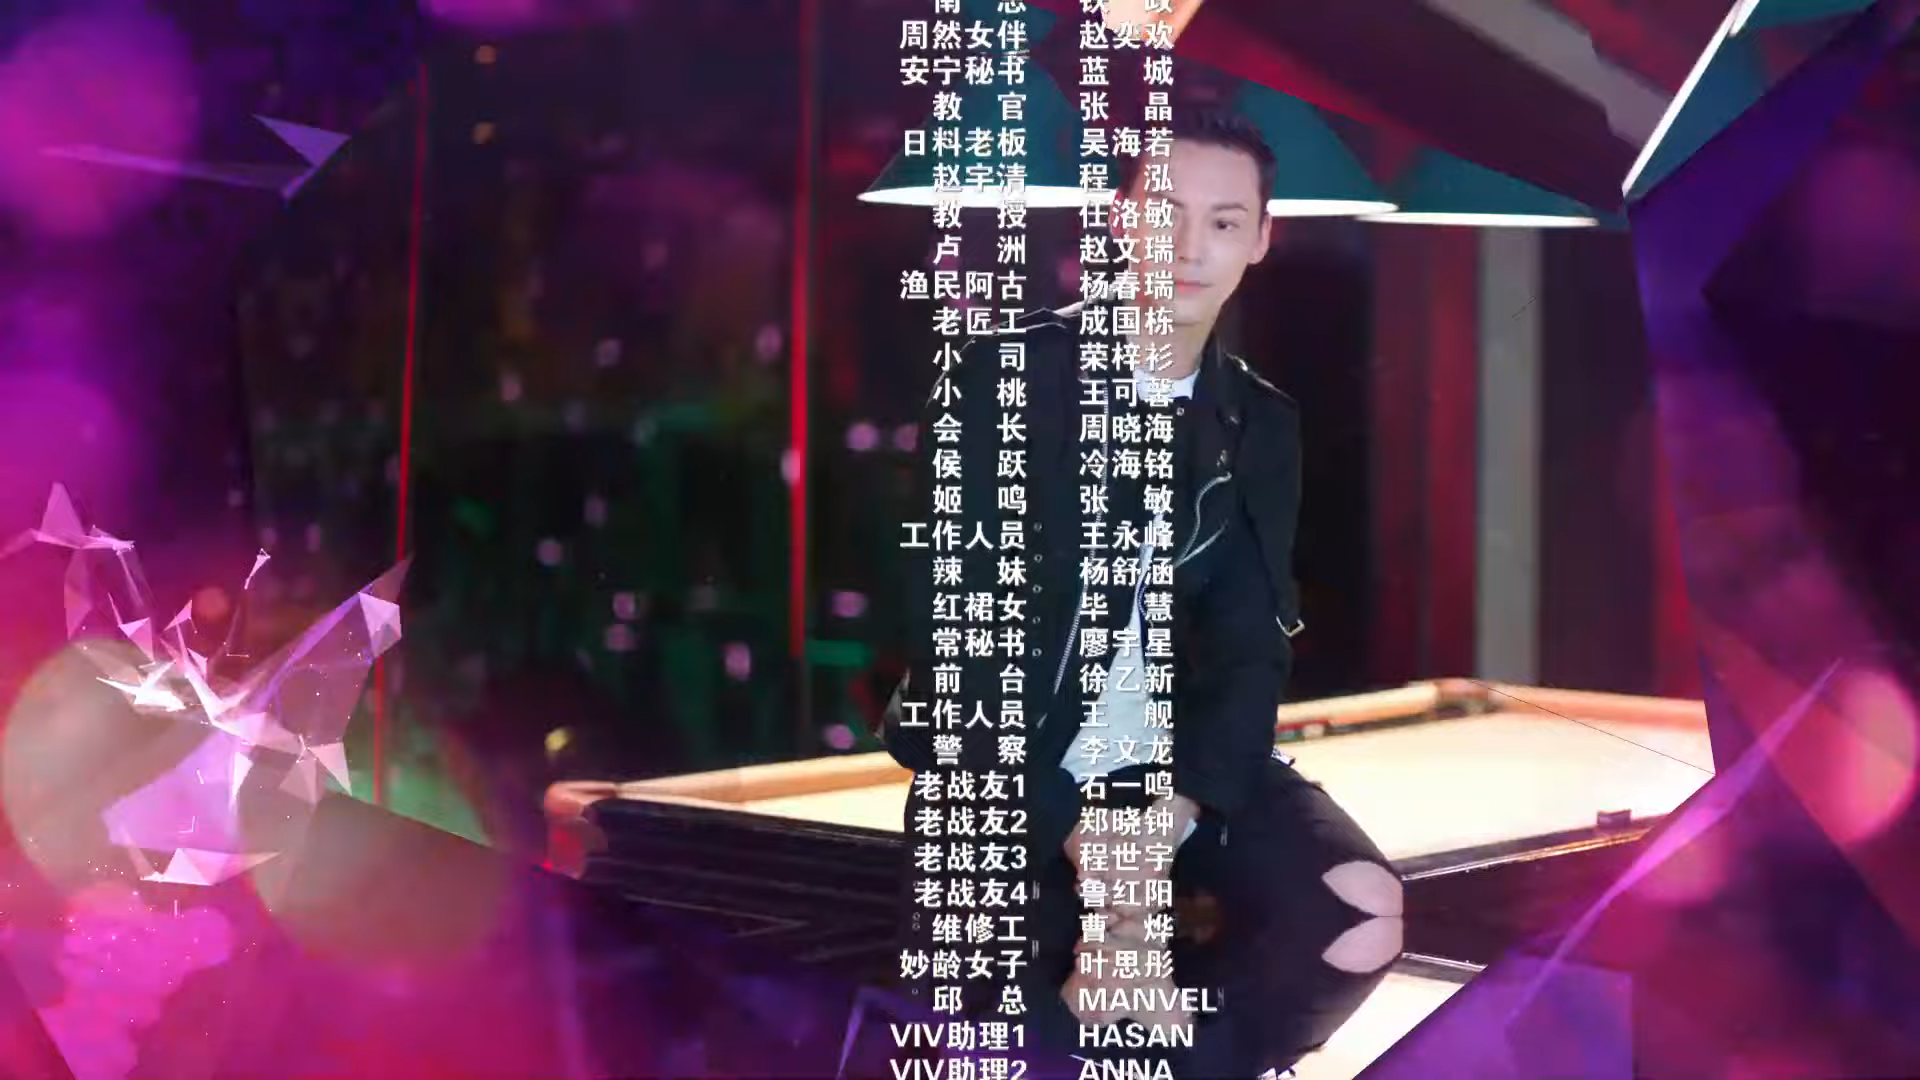 周然女伴 赵奕欢
安宁秘书 蓝城
教官 张晶
日料老板 吴海若
赵宇清 程泓
教授 任洛敏
卢洲 赵文瑞
渔民阿古 杨春瑞
老匠工 成国栋
小司 荣梓衫
小桃 王可馨
会长 周晓海
侯跃 冷海铭
姬鸣 张敏
工作人员 王永峰
辣妹 杨舒涵
红裙女 毕慧
常秘书 廖宇星
前台 徐乙新
工作人员 王舰
警察 李文龙
老战友1 石一鸣
老战友2 郑晓钟
老战友3 程世宇
老战友4 鲁红阳
维修工 曹烨
妙龄女子 叶思彤
邱总 MANVEL
VIV助理1 HASAN
VIV助理2 ANNA